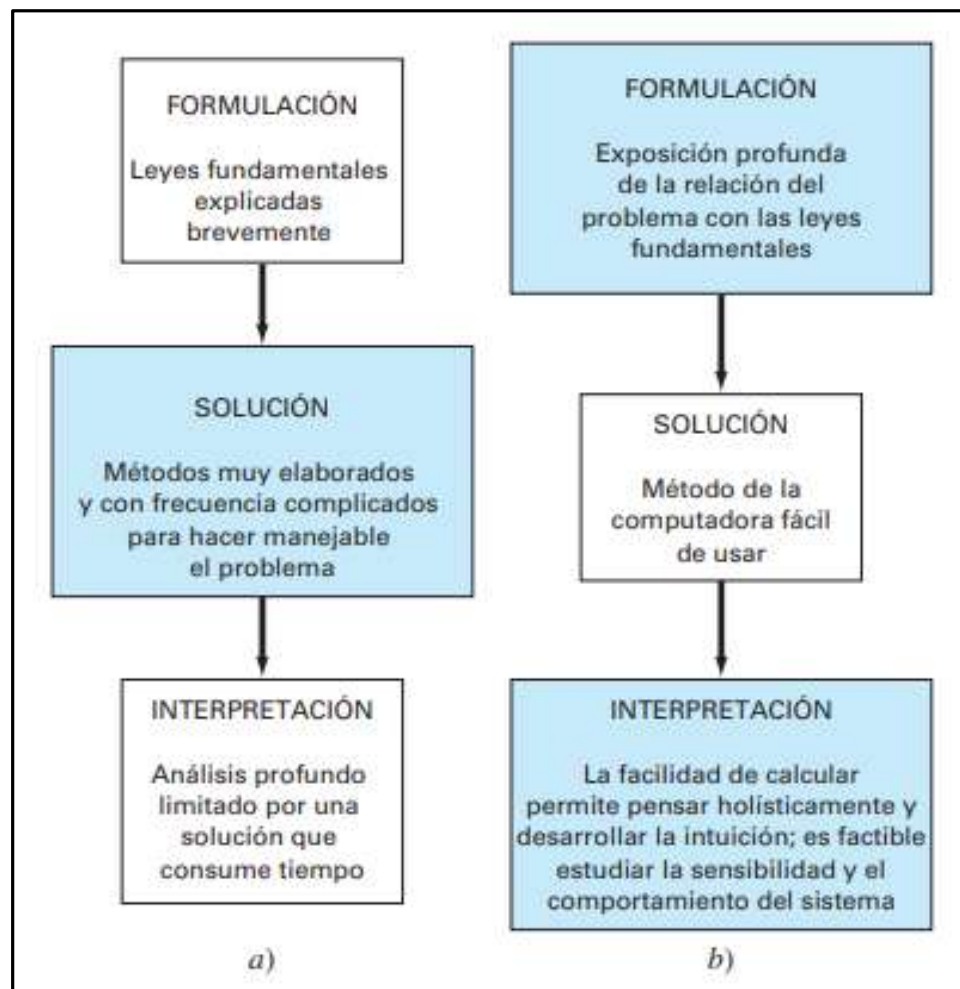 FORMULACIÓN
Leyes fundamentales
explicadas
brevemente
SOLUCIÓN
Métodos muy elaborados
y con frecuencia complicados
para hacer manejable
el problema
INTERPRETACIÓN
Análisis profundo
limitado por una
solución que
consume tiempo
a)
FORMULACIÓN
Exposición profunda
de la relación del
problema con las leyes
fundamentales
SOLUCIÓN
Método de la
computadora fácil
de usar
INTERPRETACIÓN
La facilidad de calcular
permite pensar holísticamente y
desarrollar la intuición; es factible
estudiar la sensibilidad y el
comportamiento del sistema
b)